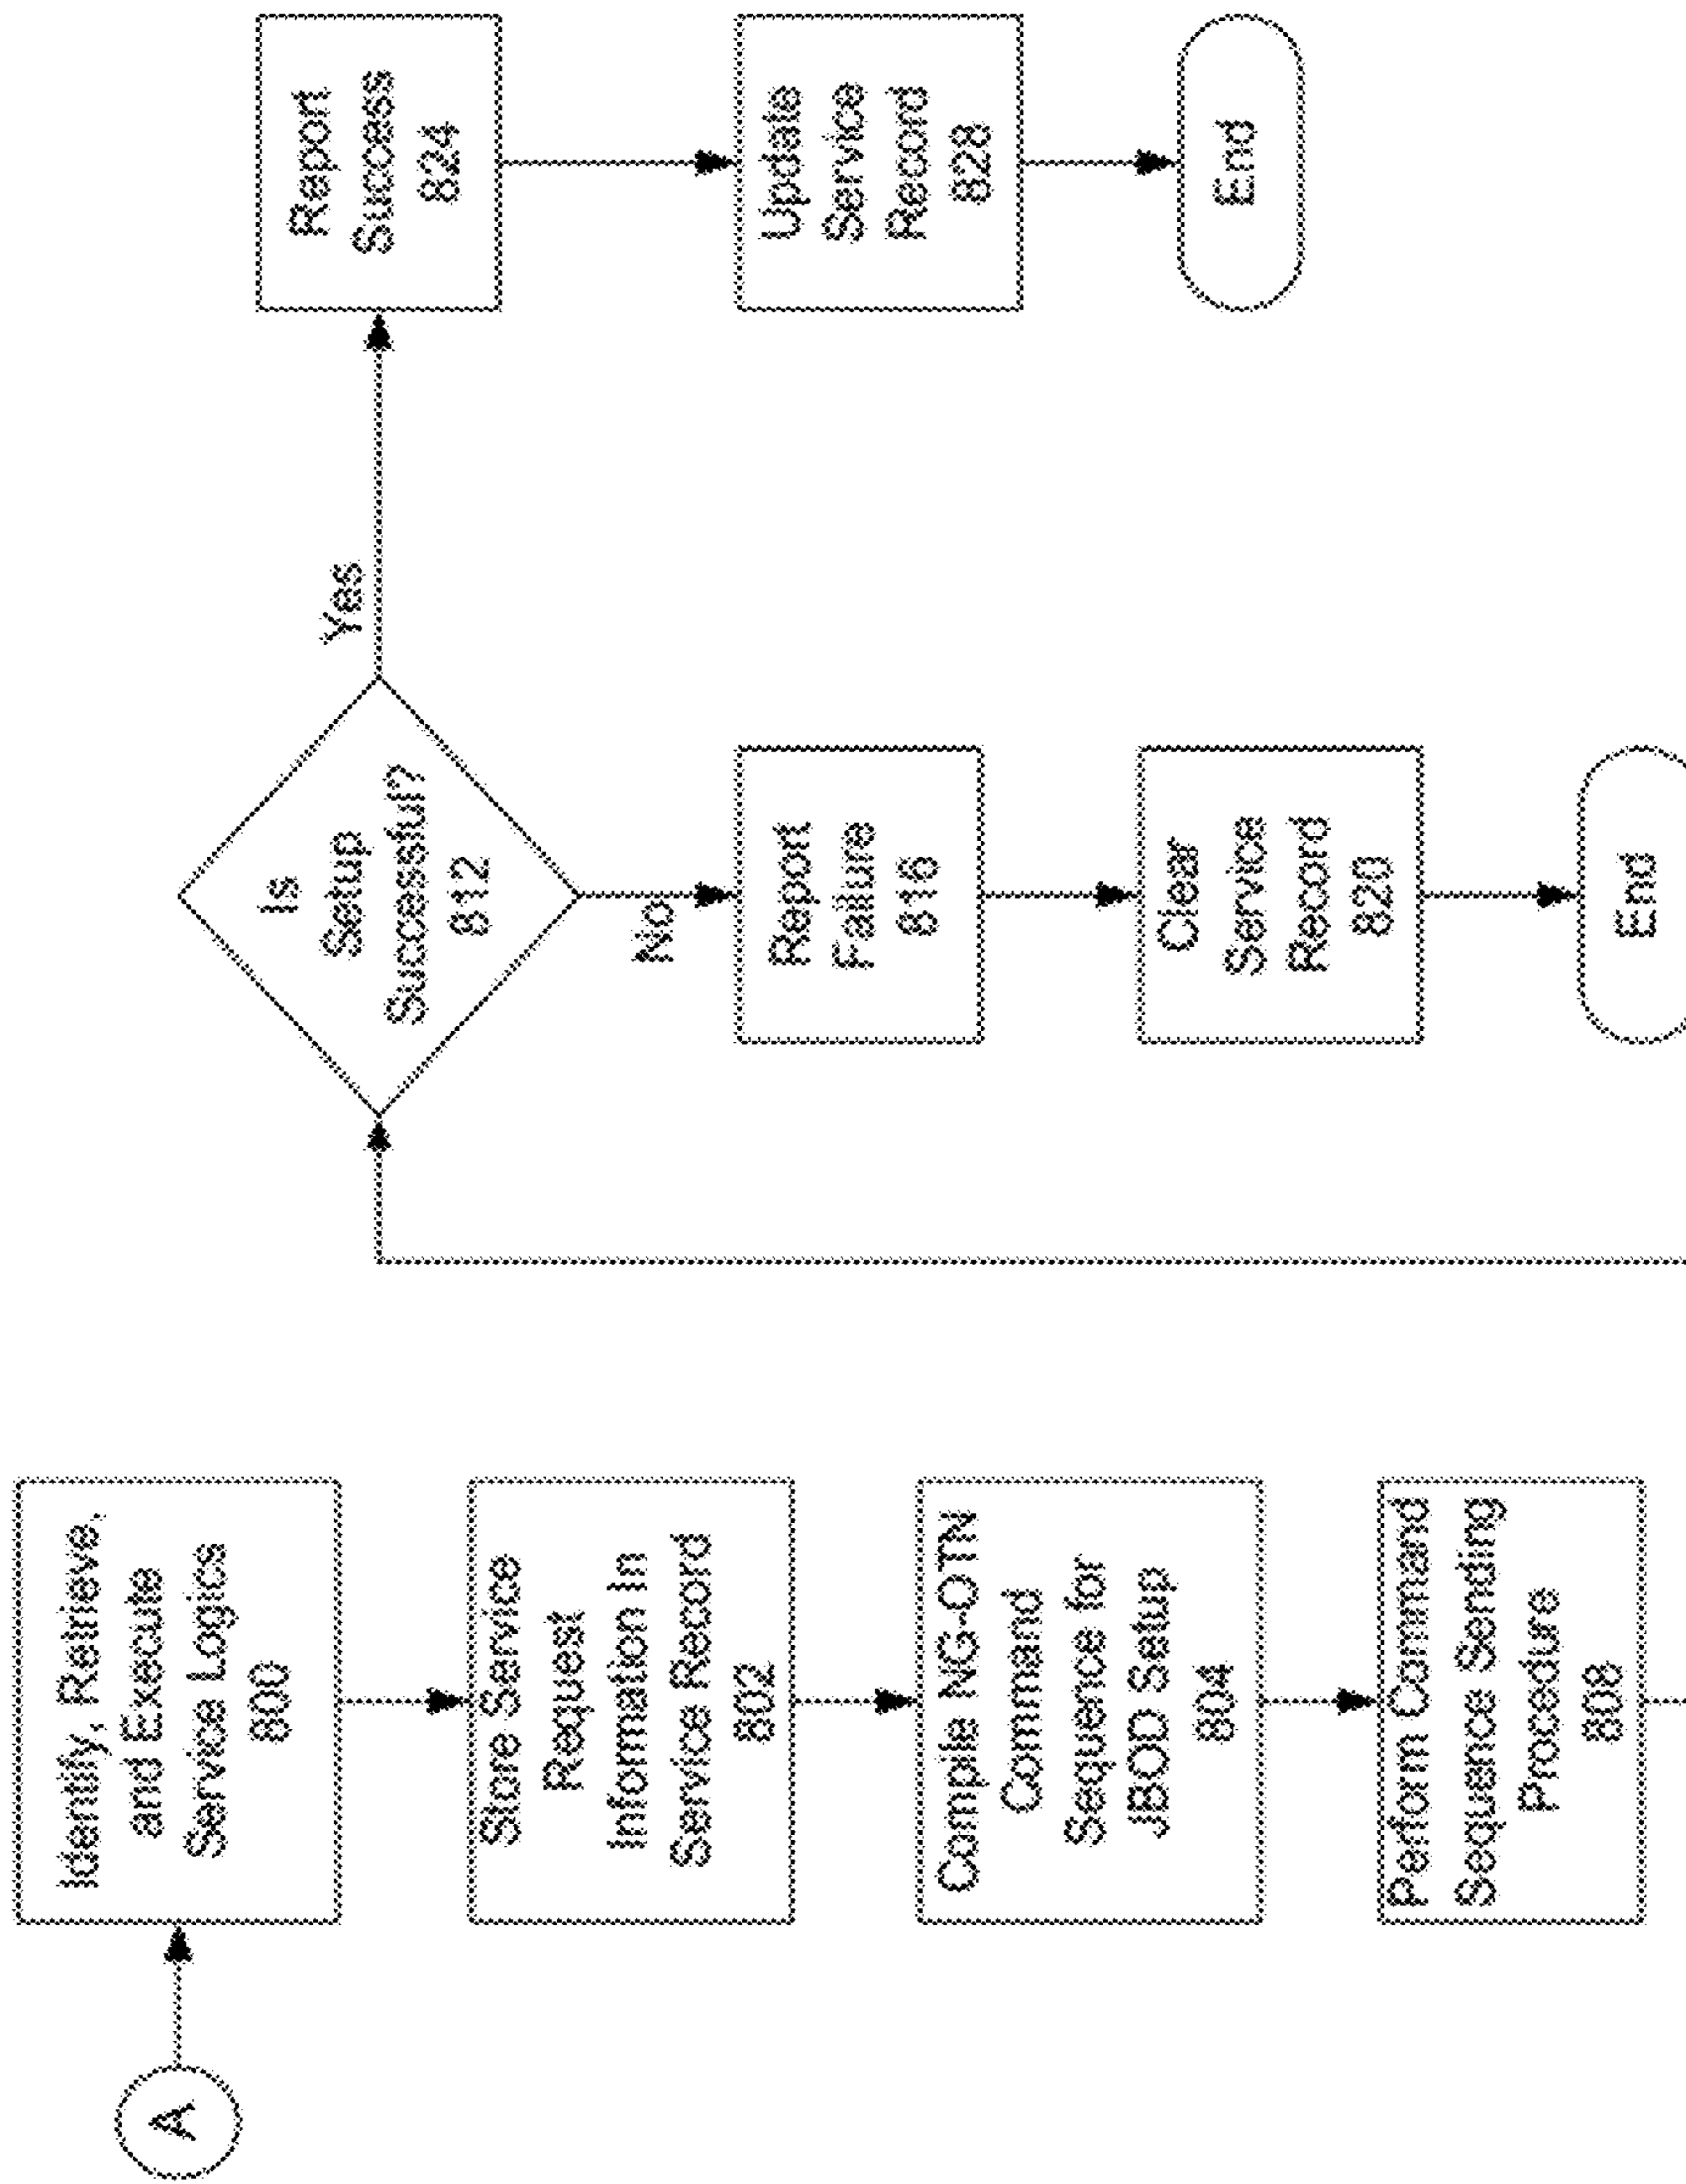 A
Identify, Retrieve,
and Execute
Service Logics
800
Store Service
Request
Information In
Service Record
802
Compile NG-OTN
Command
Sequence for
JBOD Setup
804
Perform Command
Sequence Sending
Procedure
808
Is
Setup
Successful?
812
Yes
No
Report
Failure
816
Clear
Service
Record
820
End
Report
Success
824
Update
Service
Record
828
End